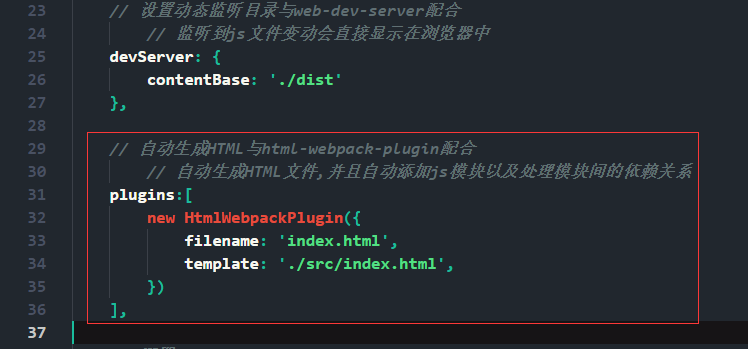 23 // 设置动态监听目录与web-dev-server配合
24 // 监听到js文件变动会直接显示在浏览器中
25 devServer: {
26 contentBase: './dist'
27 },
28
29 // 自动生成HTML与html-webpack-plugin配合
30 // 自动生成HTML文件,并且自动添加js模块以及处理模块间的依赖关系
31 plugins:[
32 new HtmlWebpackPlugin({
33 filename: 'index.html',
34 template: './src/index.html',
35 })
36 ],
37